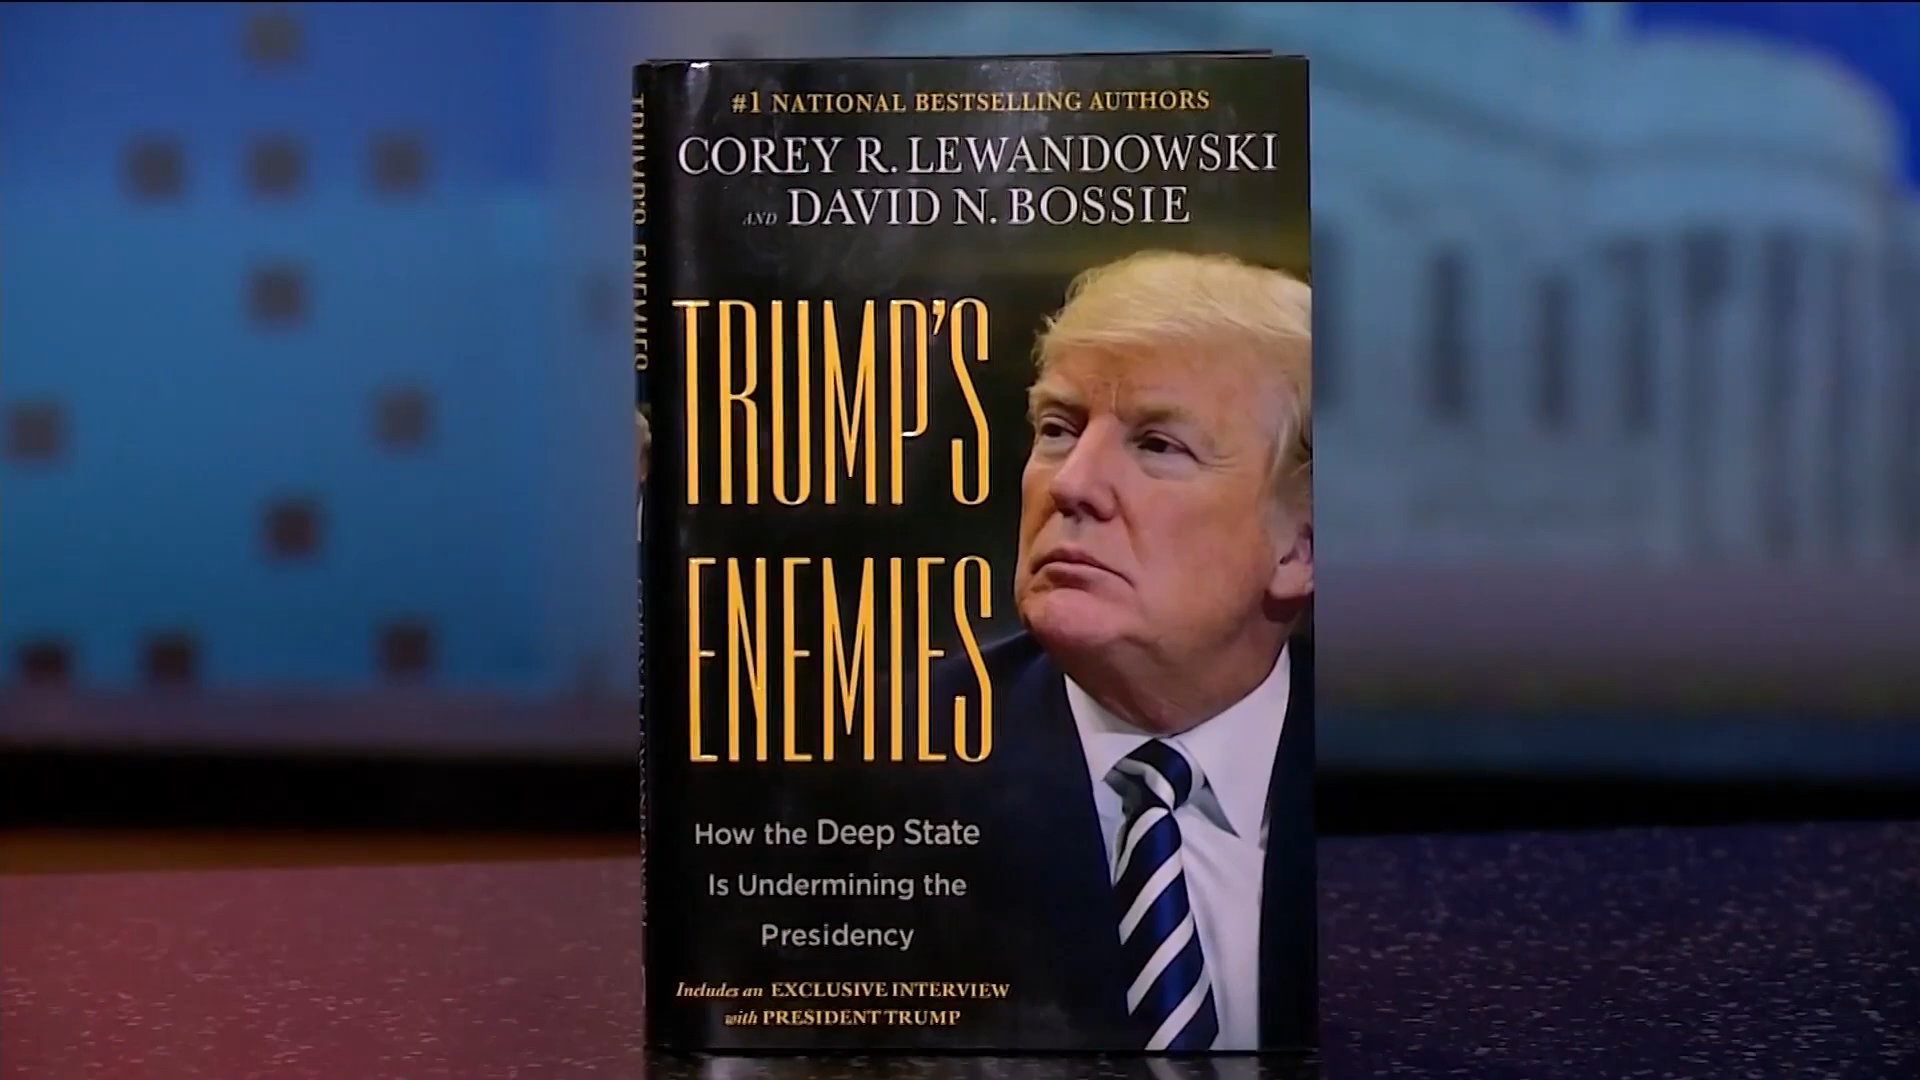 #1 NATIONAL BESTSELLING AUTHORS
COREY R. LEWANDOWSKI
AND DAVID N. BOSSIE
TRUMP'S
ENEMIES
How the Deep State
Is Undermining the
Presidency
Includes an EXCLUSIVE INTERVIEW
with PRESIDENT TRUMP
TRUMP'S ENEMIES